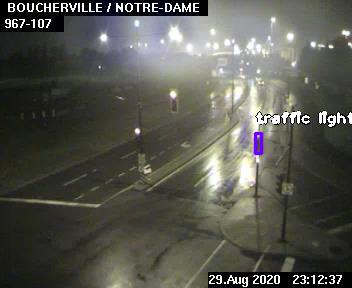 BOUCHERVILLE / NOTRE-DAME
967-107
traffic light
29.Aug 2020 23:12:37